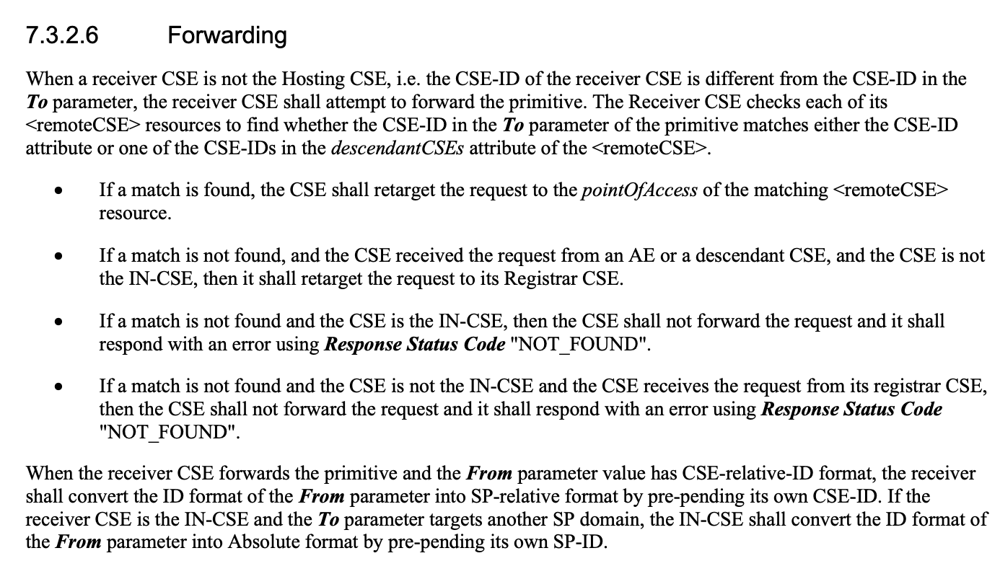 7.3.2.6 Forwarding
When a receiver CSE is not the Hosting CSE, i.e. the CSE-ID of the receiver CSE is different from the CSE-ID in the
To parameter, the receiver CSE shall attempt to forward the primitive. The Receiver CSE checks each of its
<remoteCSE> resources to find whether the CSE-ID in the To parameter of the primitive matches either the CSE-ID
attribute or one of the CSE-IDs in the descendantCSEs attribute of the <remoteCSE>.
• If a match is found, the CSE shall retarget the request to the pointOfAccess of the matching <remoteCSE>
resource.
• If a match is not found, and the CSE received the request from an AE or a descendant CSE, and the CSE is not
the IN-CSE, then it shall retarget the request to its Registrar CSE.
• If a match is not found and the CSE is the IN-CSE, then the CSE shall not forward the request and it shall
respond with an error using Response Status Code "NOT_FOUND".
• If a match is not found and the CSE is not the IN-CSE and the CSE receives the request from its registrar CSE,
then the CSE shall not forward the request and it shall respond with an error using Response Status Code
"NOT_FOUND".
When the receiver CSE forwards the primitive and the From parameter value has CSE-relative-ID format, the receiver
shall convert the ID format of the From parameter into SP-relative format by pre-pending its own CSE-ID. If the
receiver CSE is the IN-CSE and the To parameter targets another SP domain, the IN-CSE shall convert the ID format of
the From parameter into Absolute format by pre-pending its own SP-ID.